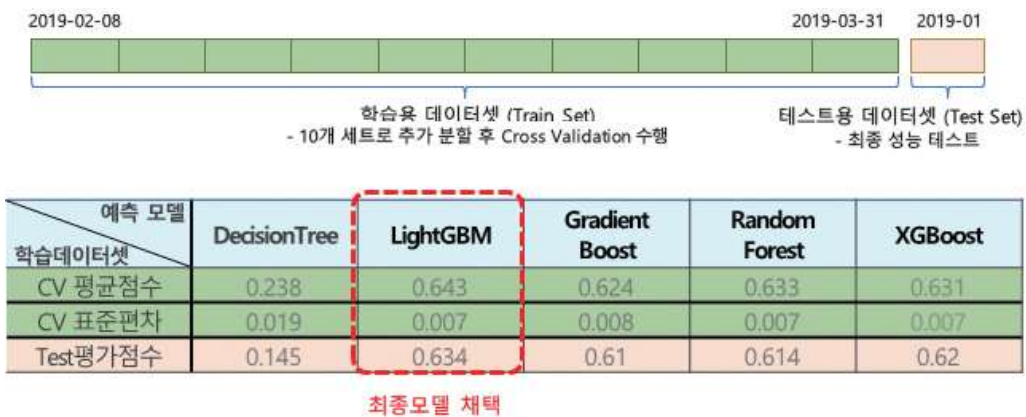 2019-02-08 2019-03-31 2019-01
학습용 데이터셋 (Train Set)
- 10개 세트로 추가 분할 후 Cross Validation 수행
테스트용 데이터셋 (Test Set)
- 최종 성능 테스트
예측 모델
학습데이터셋
DecisionTree LightGBM Gradient Boost Random Forest XGBoost
CV 평균점수 0.238 0.643 0.624 0.633 0.631
CV 표준편차 0.019 0.007 0.008 0.007 0.007
Test평가점수 0.145 0.634 0.61 0.614 0.62
최종모델 채택